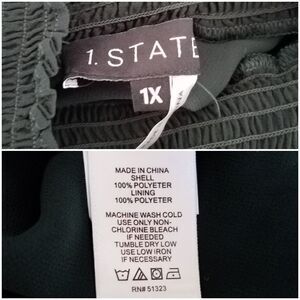 1. STATE
1X
MADE IN CHINA
SHELL
100% POLYETER
LINING
100% POLYETER
MACHINE WASH COLD
USE ONLY NON-
CHLORINE BLEACH
IF NEEDED
TUMBLE DRY LOW
USE LOW IRON
IF NECESSARY
RN# 51323